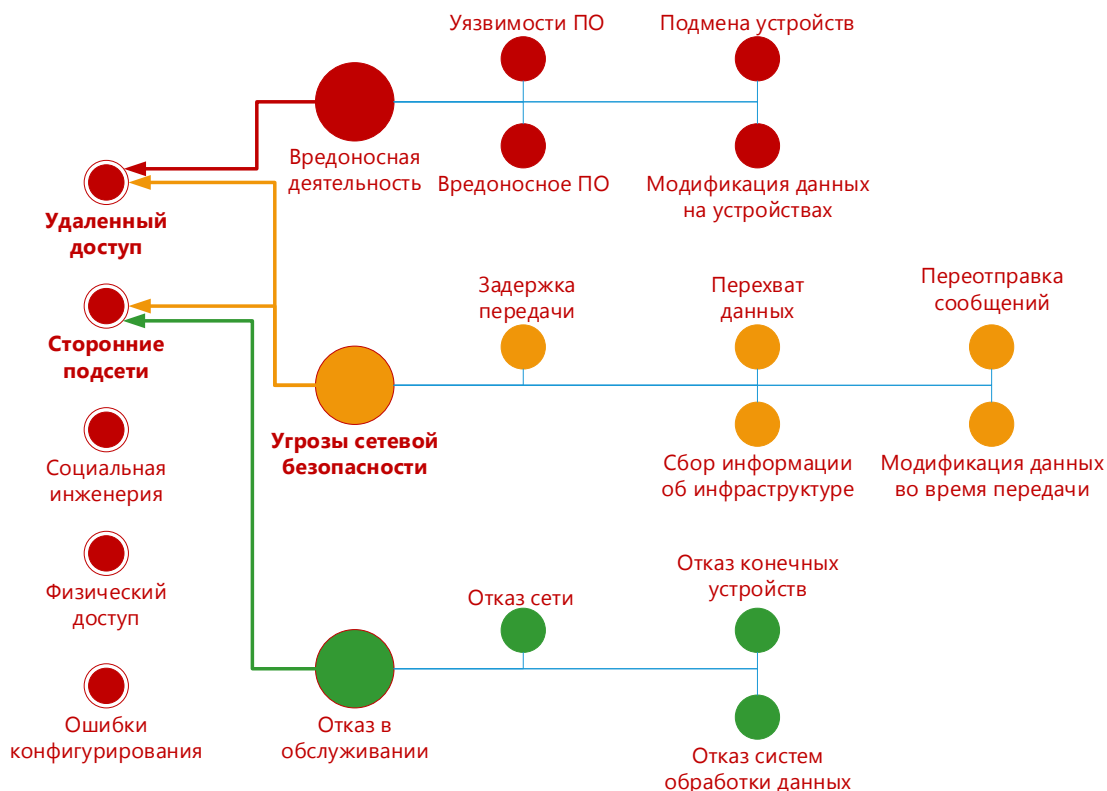 Уязвимости ПО
Подмена устройств
Вредоносная
деятельность
Вредоносное ПО
Модификация данных
на устройствах
Удаленный
доступ
Задержка
передачи
Перехват
данных
Переотправка
сообщений
Сторонние
подсети
Угрозы сетевой
безопасности
Сбор информации
об инфраструктуре
Модификация данных
во время передачи
Социальная
инженерия
Физический
доступ
Отказ сети
Отказ конечных
устройств
Ошибки
конфигурирования
Отказ в
обслуживании
Отказ систем
обработки данных